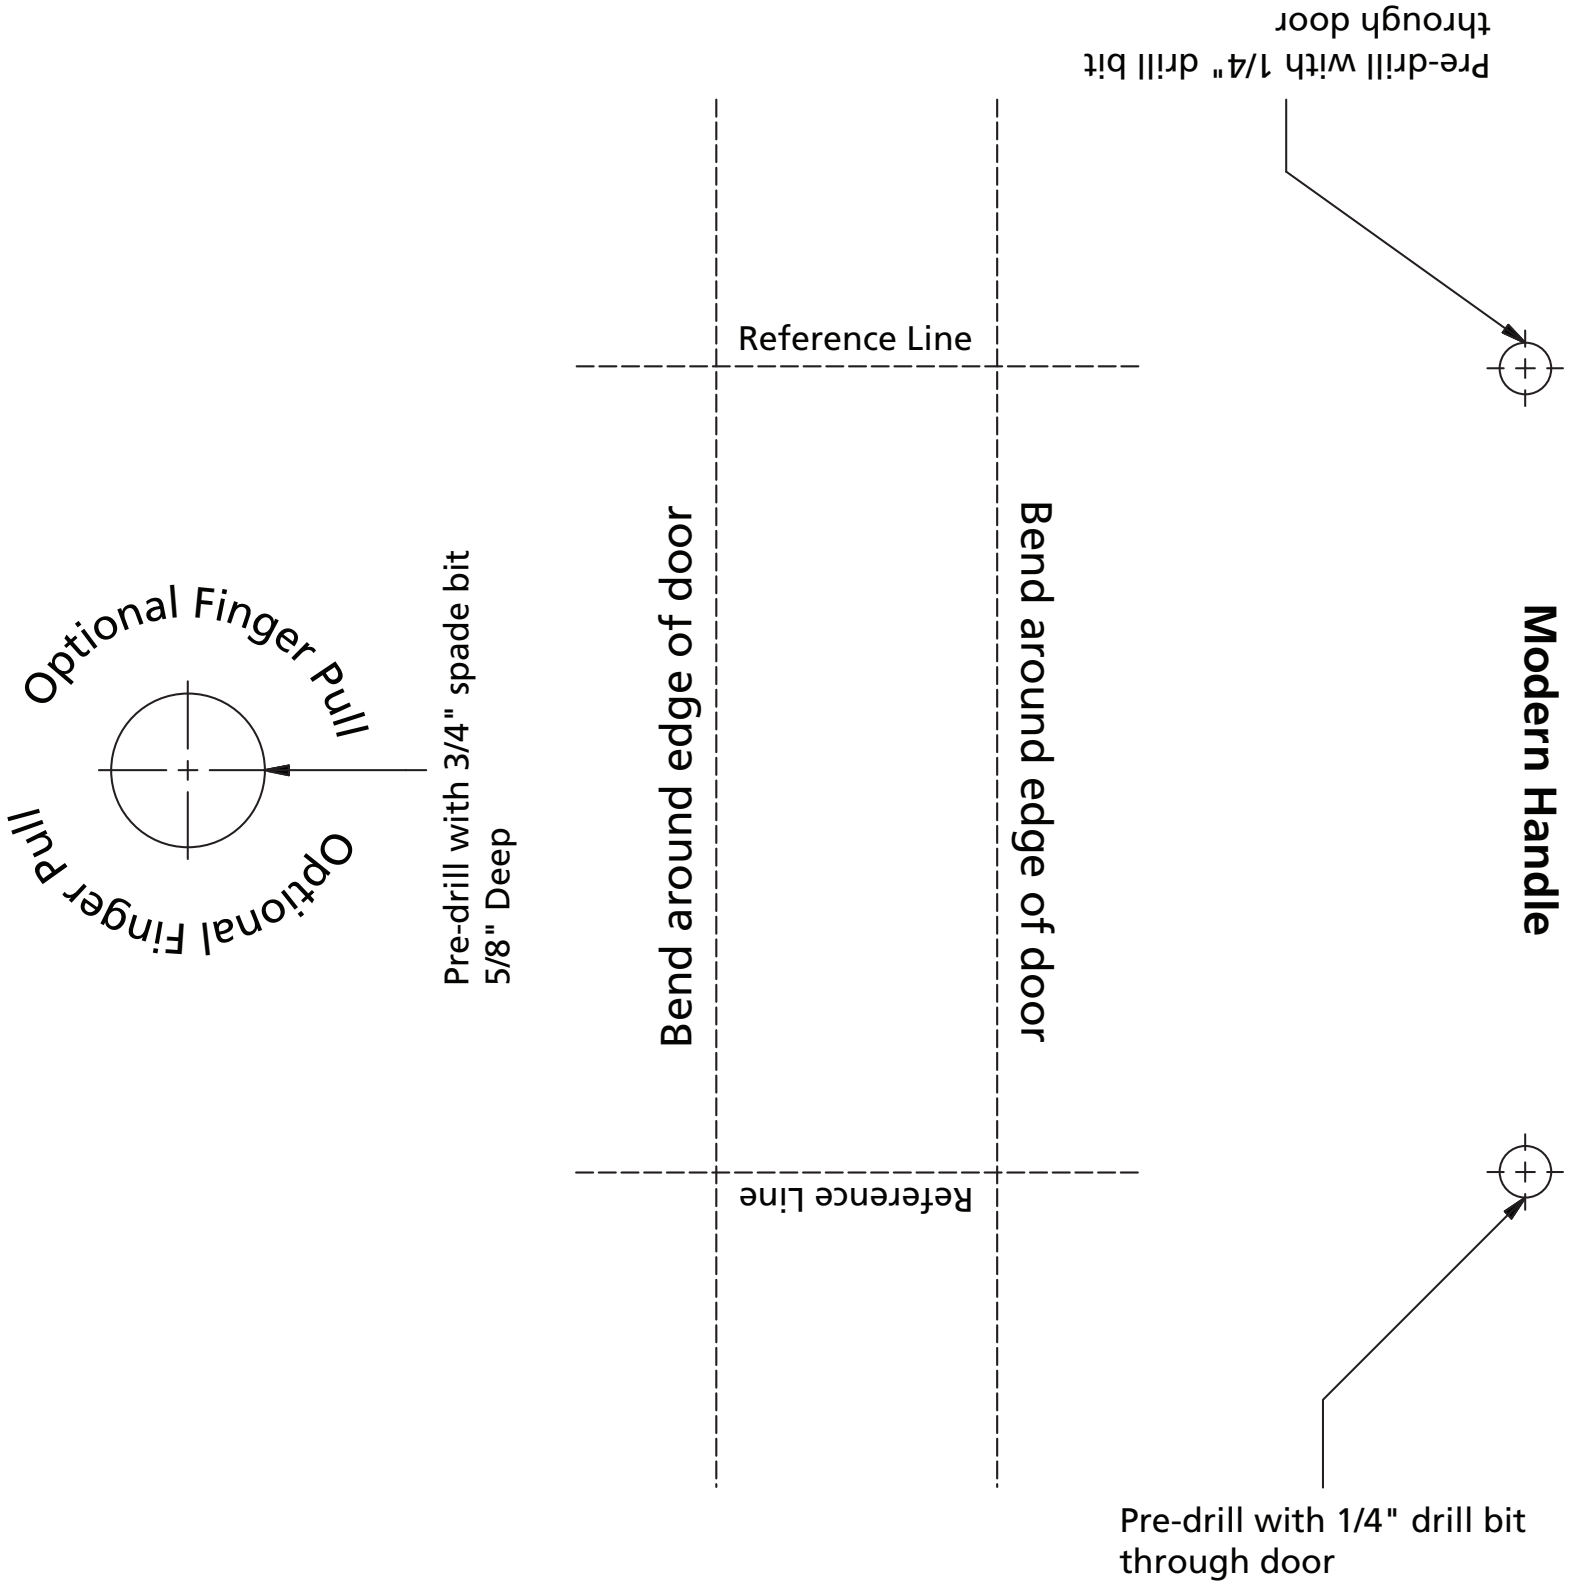 Pre-drill with 1/4" drill bit
through door
Reference Line
Optional Finger Pull
Optional Finger Pull
Pre-drill with 3/4" spade bit
5/8" Deep
Bend around edge of door
Bend around edge of door
Modern Handle
Reference Line
Pre-drill with 1/4" drill bit
through door